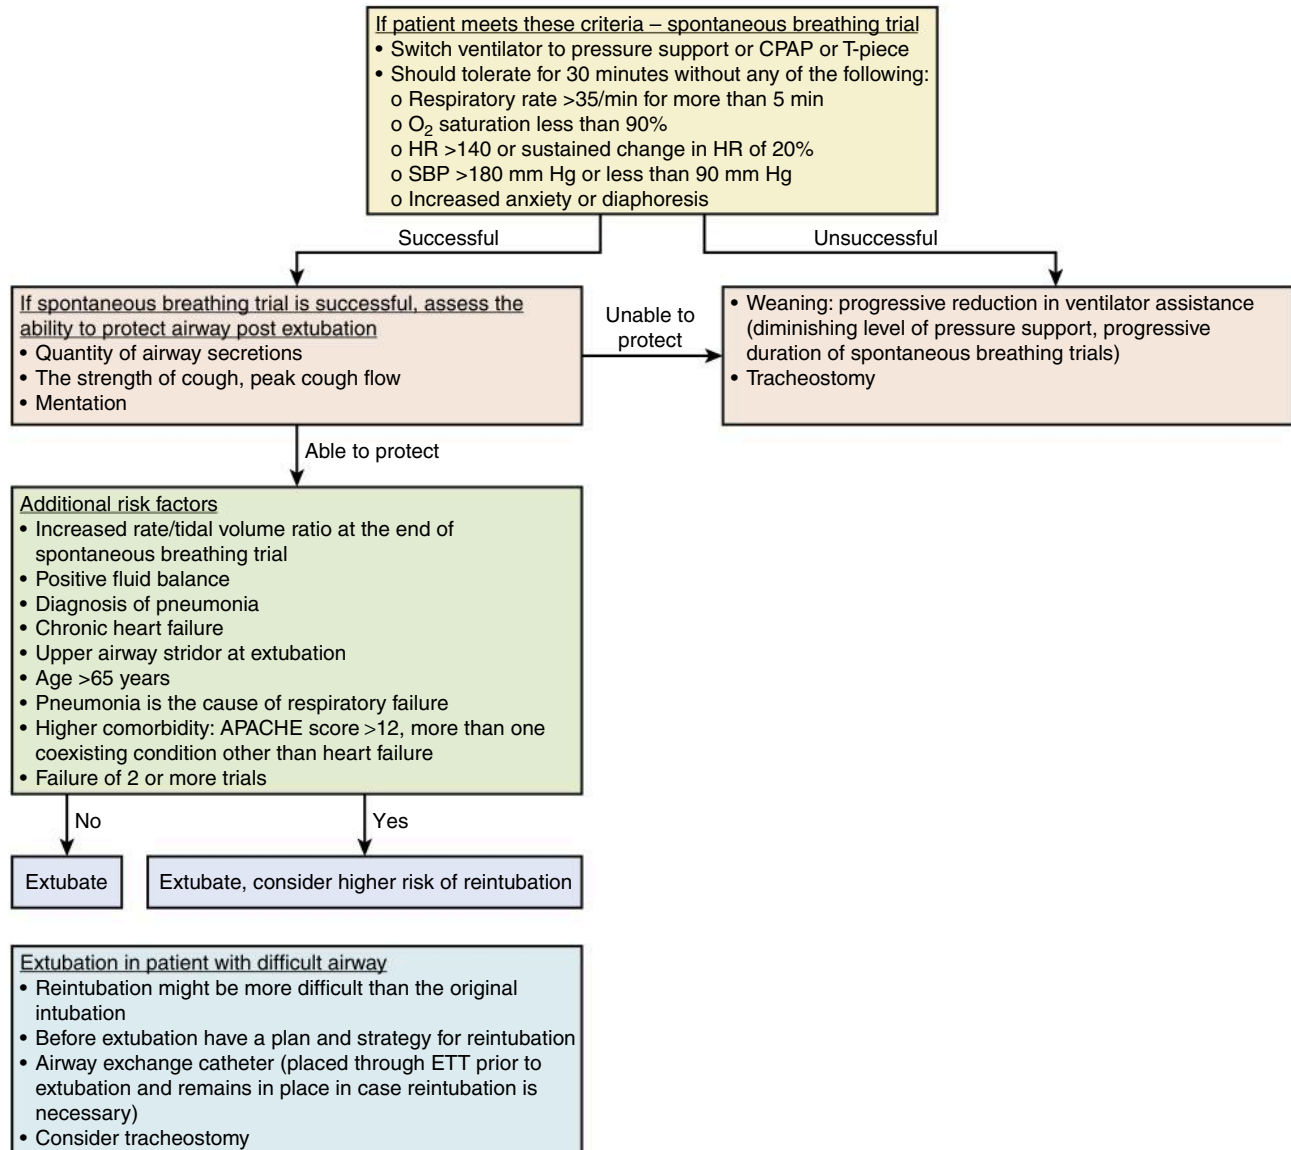 If patient meets these criteria – spontaneous breathing trial
• Switch ventilator to pressure support or CPAP or T-piece
• Should tolerate for 30 minutes without any of the following:
o Respiratory rate >35/min for more than 5 min
o O₂ saturation less than 90%
o HR >140 or sustained change in HR of 20%
o SBP >180 mm Hg or less than 90 mm Hg
o Increased anxiety or diaphoresis
Successful
Unsuccessful
If spontaneous breathing trial is successful, assess the
ability to protect airway post extubation
• Quantity of airway secretions
• The strength of cough, peak cough flow
• Mentation
Unable to
protect
• Weaning: progressive reduction in ventilator assistance
(diminishing level of pressure support, progressive
duration of spontaneous breathing trials)
• Tracheostomy
Able to protect
Additional risk factors
• Increased rate/tidal volume ratio at the end of
spontaneous breathing trial
• Positive fluid balance
• Diagnosis of pneumonia
• Chronic heart failure
• Upper airway stridor at extubation
• Age >65 years
• Pneumonia is the cause of respiratory failure
• Higher comorbidity: APACHE score >12, more than one
coexisting condition other than heart failure
• Failure of 2 or more trials
No
Yes
Extubate
Extubate, consider higher risk of reintubation
Extubation in patient with difficult airway
• Reintubation might be more difficult than the original
intubation
• Before extubation have a plan and strategy for reintubation
• Airway exchange catheter (placed through ETT prior to
extubation and remains in place in case reintubation is
necessary)
• Consider tracheostomy